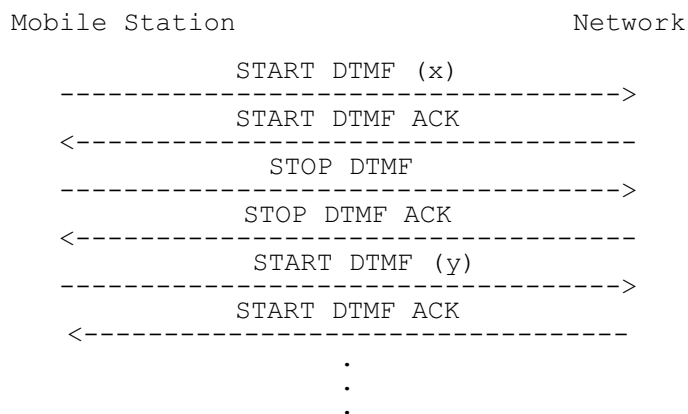 Mobile Station Network
START DTMF (x)
----------------------------------->
START DTMF ACK
<-----------------------------------
STOP DTMF
----------------------------------->
STOP DTMF ACK
<-----------------------------------
START DTMF (y)
----------------------------------->
START DTMF ACK
<----------------------------------
.
.
.